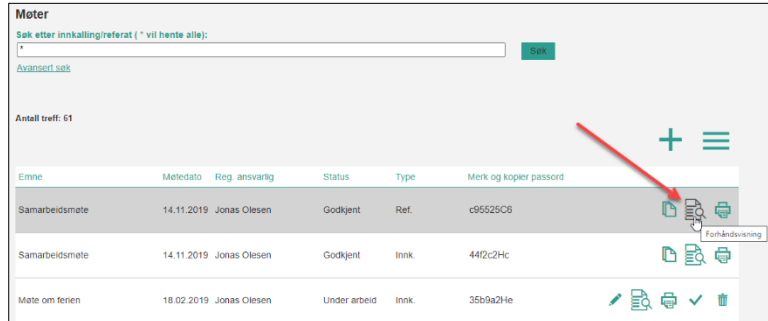 Møter
Søk etter innkalling/referat ( * vil hente alle):
*
Søk
Avansert søk
Antall treff: 61
Emne Møtedato Reg. ansvarlig Status Type Merk og kopier passord
Samarbeidsmøte 14.11.2019 Jonas Olesen Godkjent Ref. c95525C6
Forhåndsvisning
Samarbeidsmøte 14.11.2019 Jonas Olesen Godkjent Innk. 44f2c2Hc
Møte om ferien 18.02.2019 Jonas Olesen Under arbeid Innk. 35b9a2He